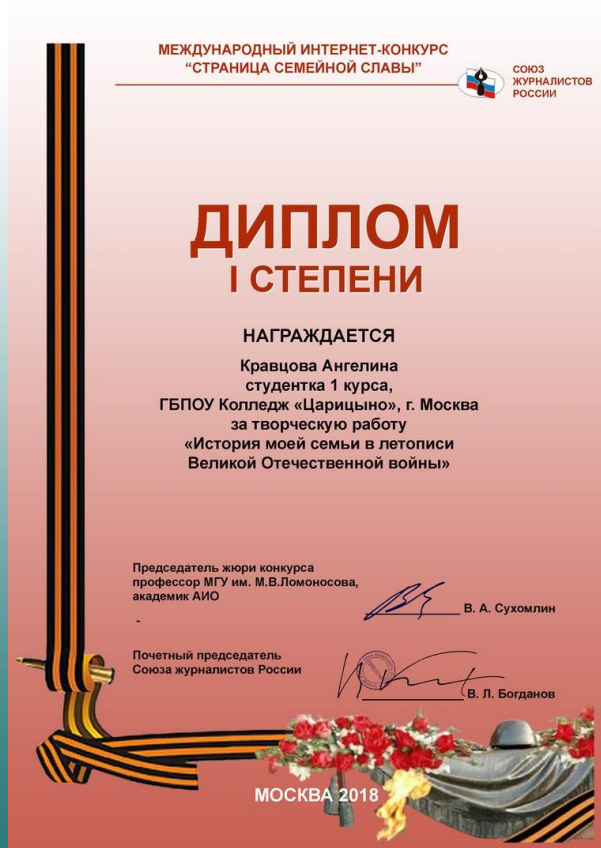 МЕЖДУНАРОДНЫЙ ИНТЕРНЕТ-КОНКУРС
“СТРАНИЦА СЕМЕЙНОЙ СЛАВЫ”
СОЮЗ
ЖУРНАЛИСТОВ
РОССИИ
ДИПЛОМ
I СТЕПЕНИ
НАГРАЖДАЕТСЯ
Кравцова Ангелина
студентка 1 курса,
ГБПОУ Колледж «Царицыно», г. Москва
за творческую работу
«История моей семьи в летописи
Великой Отечественной войны»
Председатель жюри конкурса
профессор МГУ им. М.В.Ломоносова,
академик АИО
-
В. А. Сухомлин
Почетный председатель
Союза журналистов России
В. Л. Богданов
МОСКВА 2018